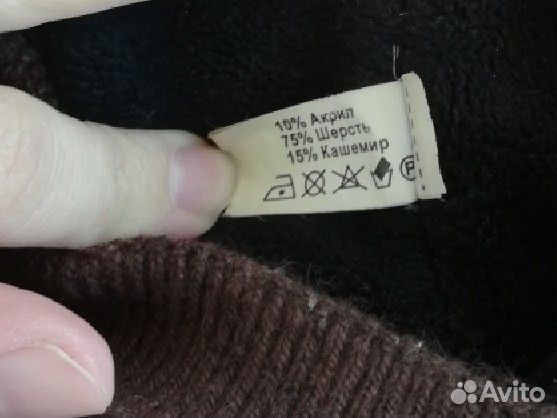 10% Акрил
75% Шерсть
15% Кашемир
P
Avito